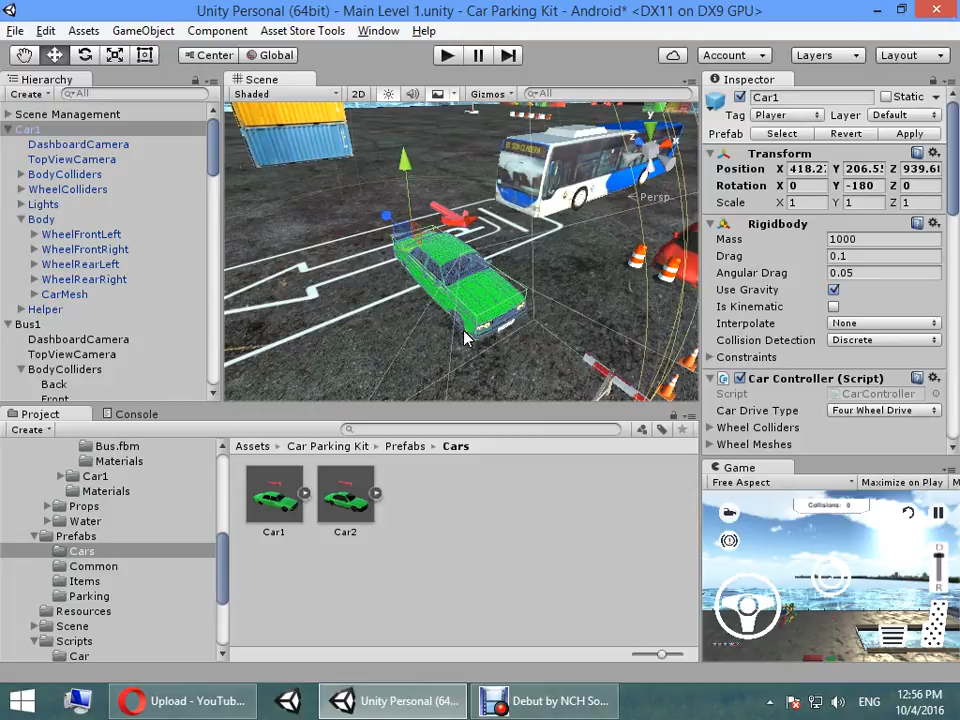 Unity Personal (64bit) - Main Level 1.unity - Car Parking Kit - Android* <DX11 on DX9 GPU>
File Edit Assets GameObject Component Asset Store Tools Window Help
Center Global Account Layers Layout
Hierarchy
Create All
Scene Management
Car1
DashboardCamera
TopViewCamera
BodyColliders
WheelColliders
Lights
Body
WheelFrontLeft
WheelFrontRight
WheelRearLeft
WheelRearRight
CarMesh
Helper
Bus1
DashboardCamera
TopViewCamera
BodyColliders
Back
Front
Scene
Shaded 2D Gizmos All
y
x
z
Persp
Inspector
Car1 Static
Tag Player Layer Default
Prefab Select Revert Apply
Transform
Position X 418.2 Y 206.5 Z 939.6
Rotation X 0 Y -180 Z 0
Scale X 1 Y 1 Z 1
Rigidbody
Mass 1000
Drag 0.1
Angular Drag 0.05
Use Gravity
Is Kinematic
Interpolate None
Collision Detection Discrete
Constraints
Car Controller (Script)
Script CarController
Car Drive Type Four Wheel Drive
Wheel Colliders
Wheel Meshes
Project Console
Create
Bus.fbm
Materials
Car1
Materials
Props
Water
Prefabs
Cars
Common
Items
Parking
Resources
Scene
Scripts
Car
Assets Car Parking Kit Prefabs Cars
Car1 Car2
Game
Free Aspect Maximize on Play M
Collisions: 0
D
R
Upload - YouTub...
Unity Personal (64...
Debut by NCH So...
ENG
12:56 PM
10/4/2016